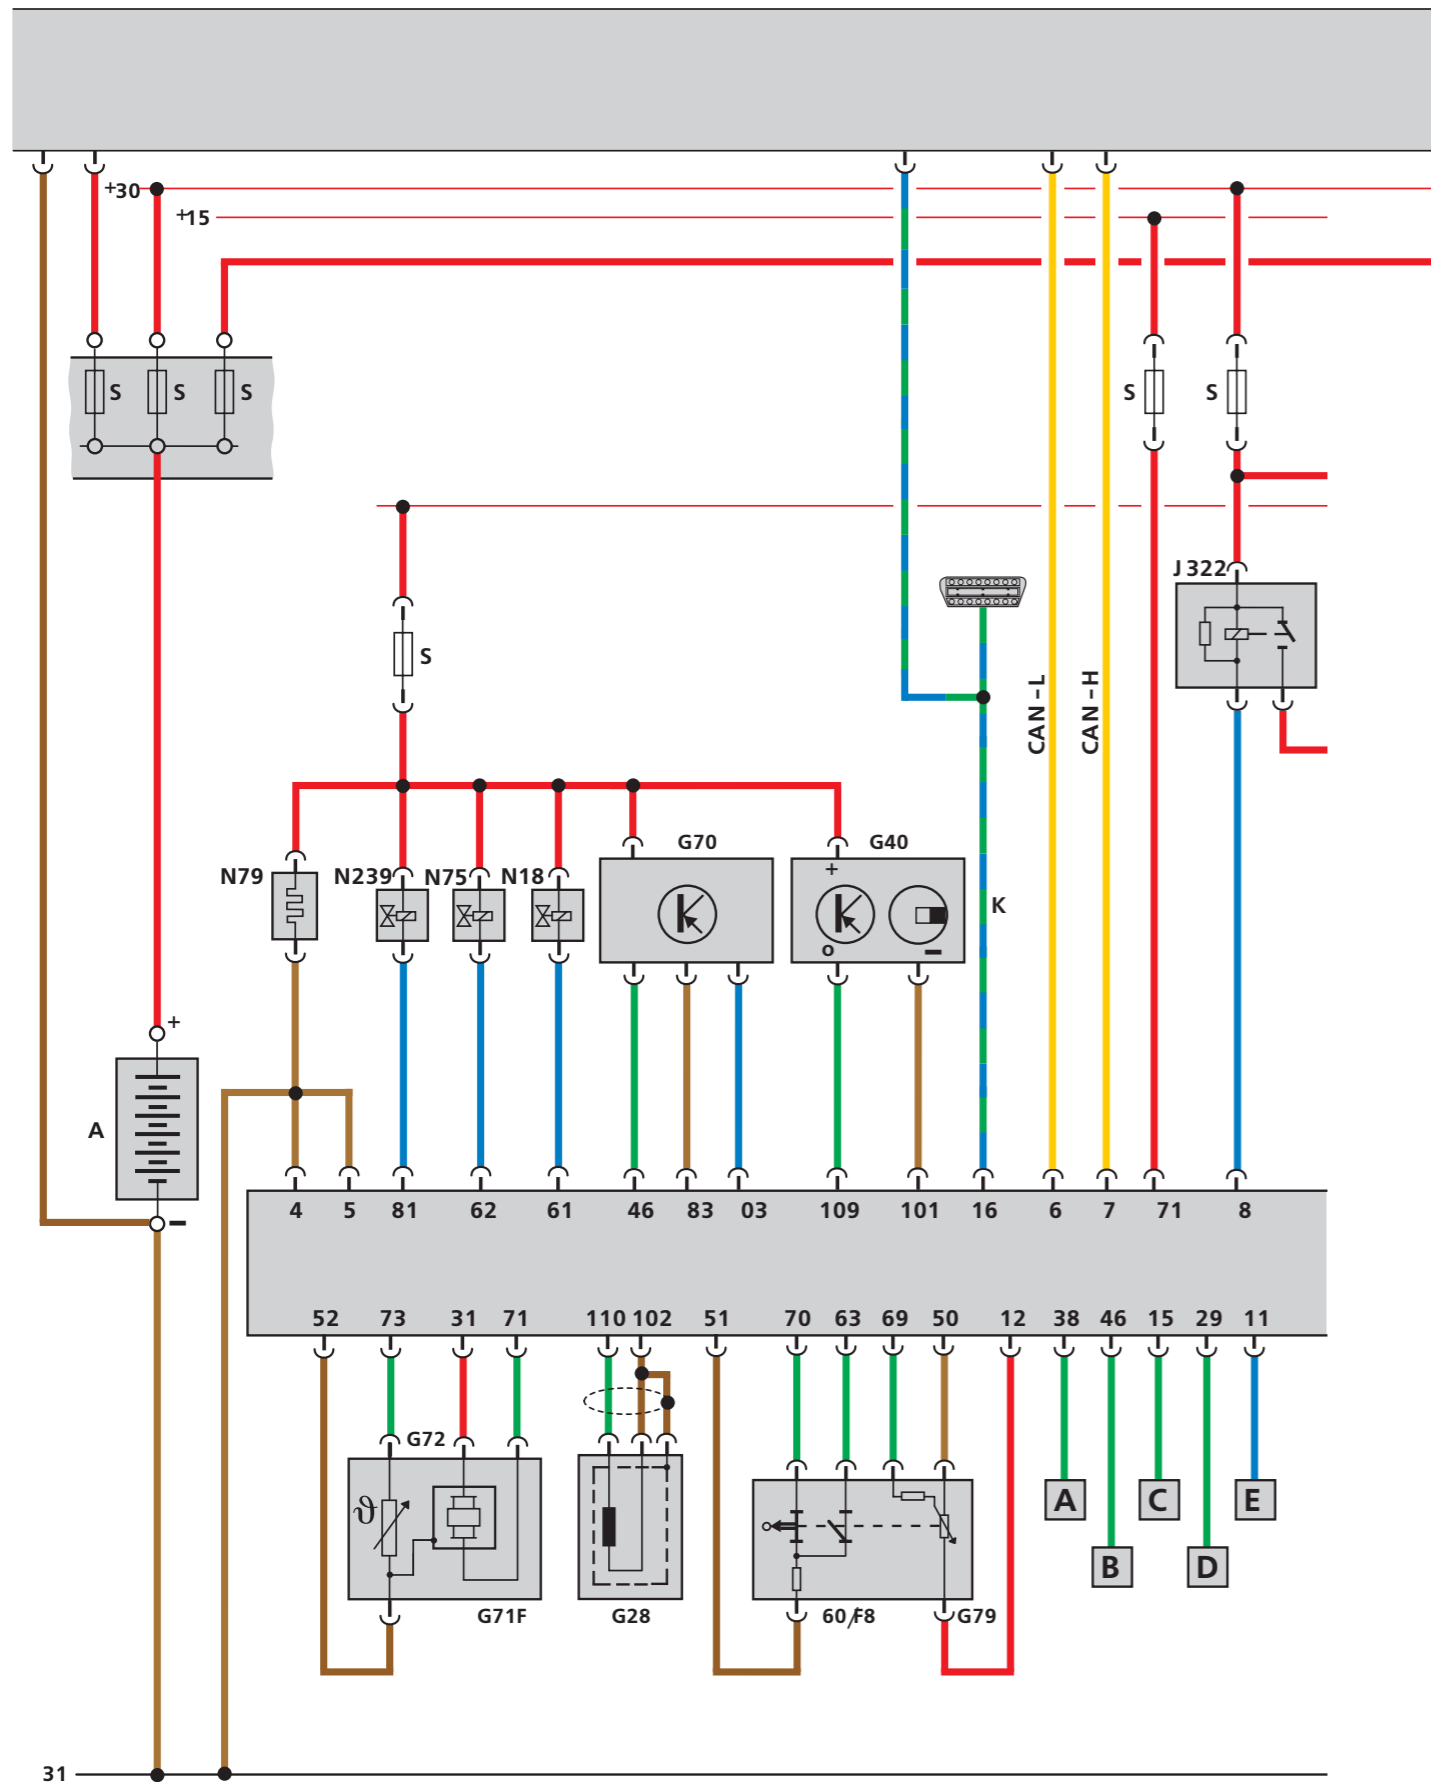 +30
+15
S S S
S S
J 322
S
CAN - L
CAN - H
G70 G40
N79 N239 N75 N18
+
K
o –
+
A
–
4 5 81 62 61 46 83 03 109 101 16 6 7 71 8
52 73 31 71 110 102 51 70 63 69 50 12 38 46 15 29 11
G72
ϑ
A C E
B D
G71F G28 60/F8 G79
31